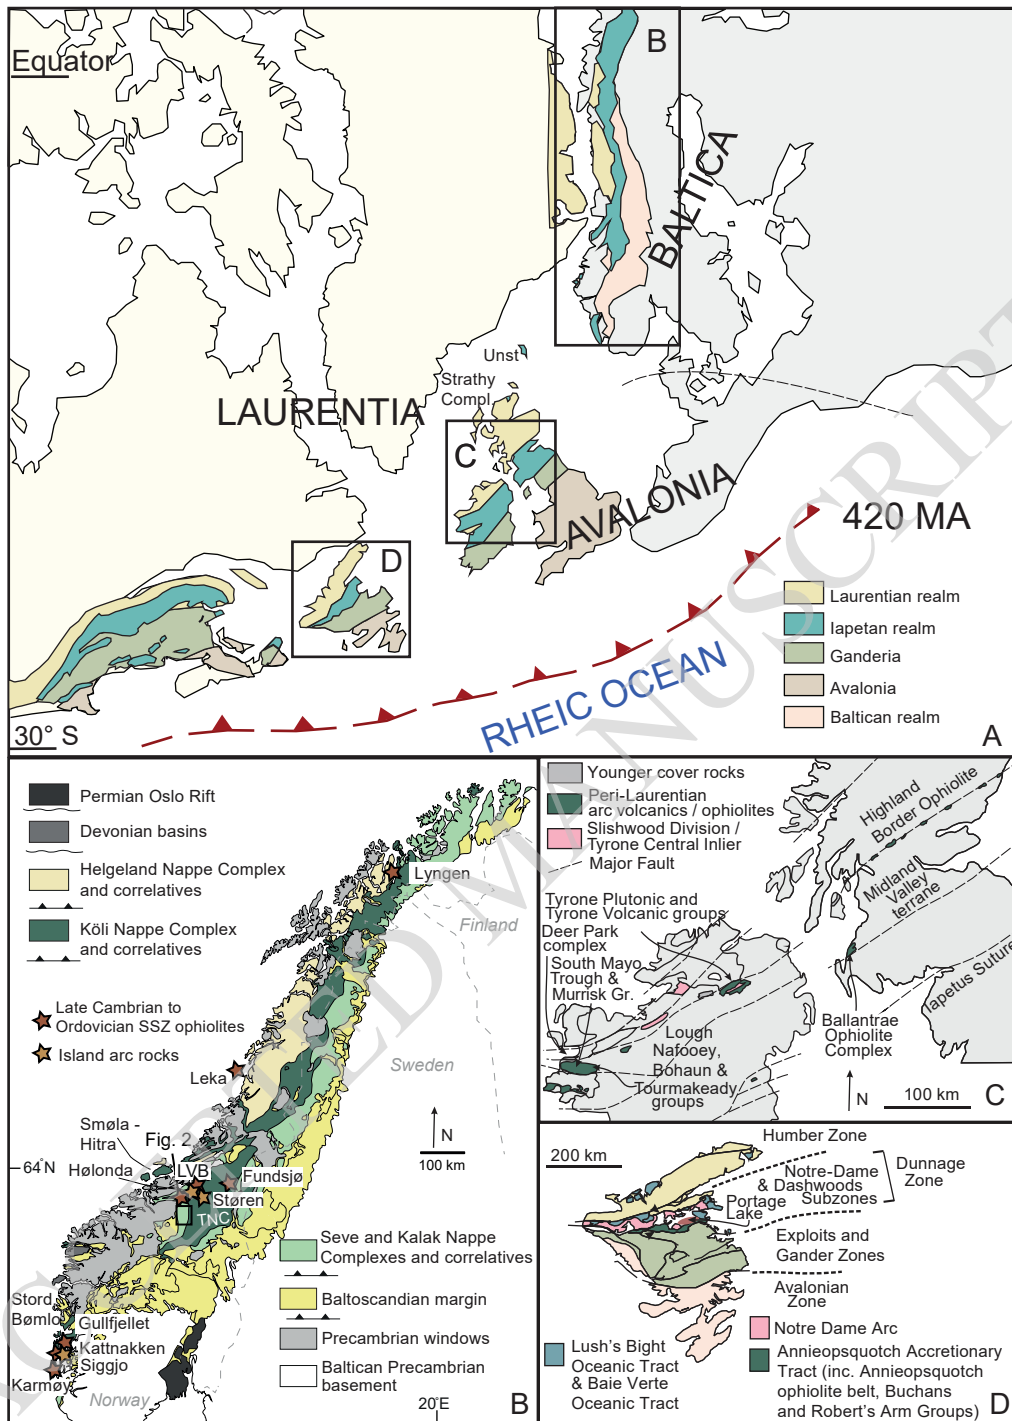 Equator
B
BALTICA
Unst
Strathy
Compl.
LAURENTIA
C
AVALONIA
420 MA
D
Laurentian realm
Iapetan realm
Ganderia
Avalonia
Baltican realm
RHEIC OCEAN
30° S
A
Permian Oslo Rift
Devonian basins
Helgeland Nappe Complex
and correlatives
Köli Nappe Complex
and correlatives
Late Cambrian to
Ordovician SSZ ophiolites
Island arc rocks
Lyngen
Finland
Sweden
Leka
Smøla -
Hitra
Fig. 2
64°N
Hølonda
LVB
Fundsjø
Støren
TNC
N
100 km
Seve and Kalak Nappe
Complexes and correlatives
Baltoscandian margin
Precambrian windows
Baltican Precambrian
basement
Stord
Bømlo
Gullfjellet
Kattnakken
Siggjo
Karmøy
Norway
20°E
B
Younger cover rocks
Peri-Laurentian
arc volcanics / ophiolites
Slishwood Division /
Tyrone Central Inlier
Major Fault
Highland
Border Ophiolite
Midland
Valley
terrane
Iapetus Suture
Tyrone Plutonic and
Tyrone Volcanic groups
Deer Park
complex
South Mayo
Trough &
Murrisk Gr.
Lough
Nafooey,
Bohaun &
Tourmakeady
groups
Ballantrae
Ophiolite
Complex
N
100 km
C
200 km
Humber Zone
Notre-Dame
& Dashwoods
Subzones
Dunnage
Zone
Portage
Lake
Exploits and
Gander Zones
Avalonian
Zone
Lush's Bight
Oceanic Tract
& Baie Verte
Oceanic Tract
Notre Dame Arc
Annieopsquotch Accretionary
Tract (inc. Annieopsquotch
ophiolite belt, Buchans
and Robert's Arm Groups)
D
ACCEPTED MANUSCRIPT